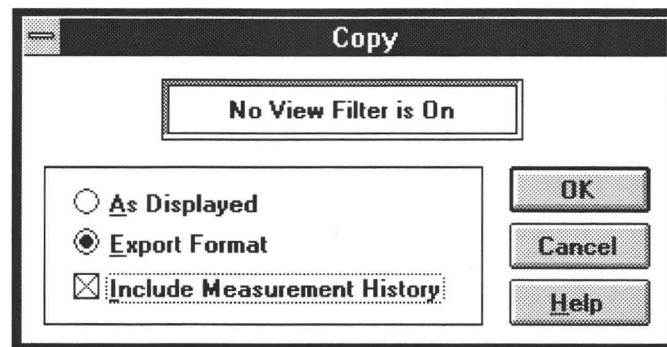 Copy
No View Filter is On
As Displayed
Export Format
Include Measurement History
OK
Cancel
Help